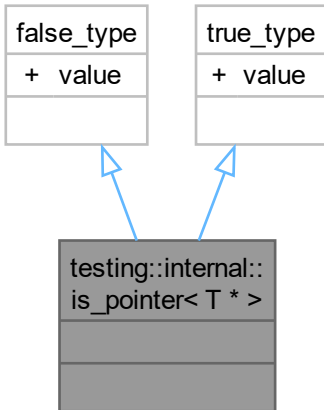 false_type
+ value
true_type
+ value
testing::internal::
is_pointer< T * >